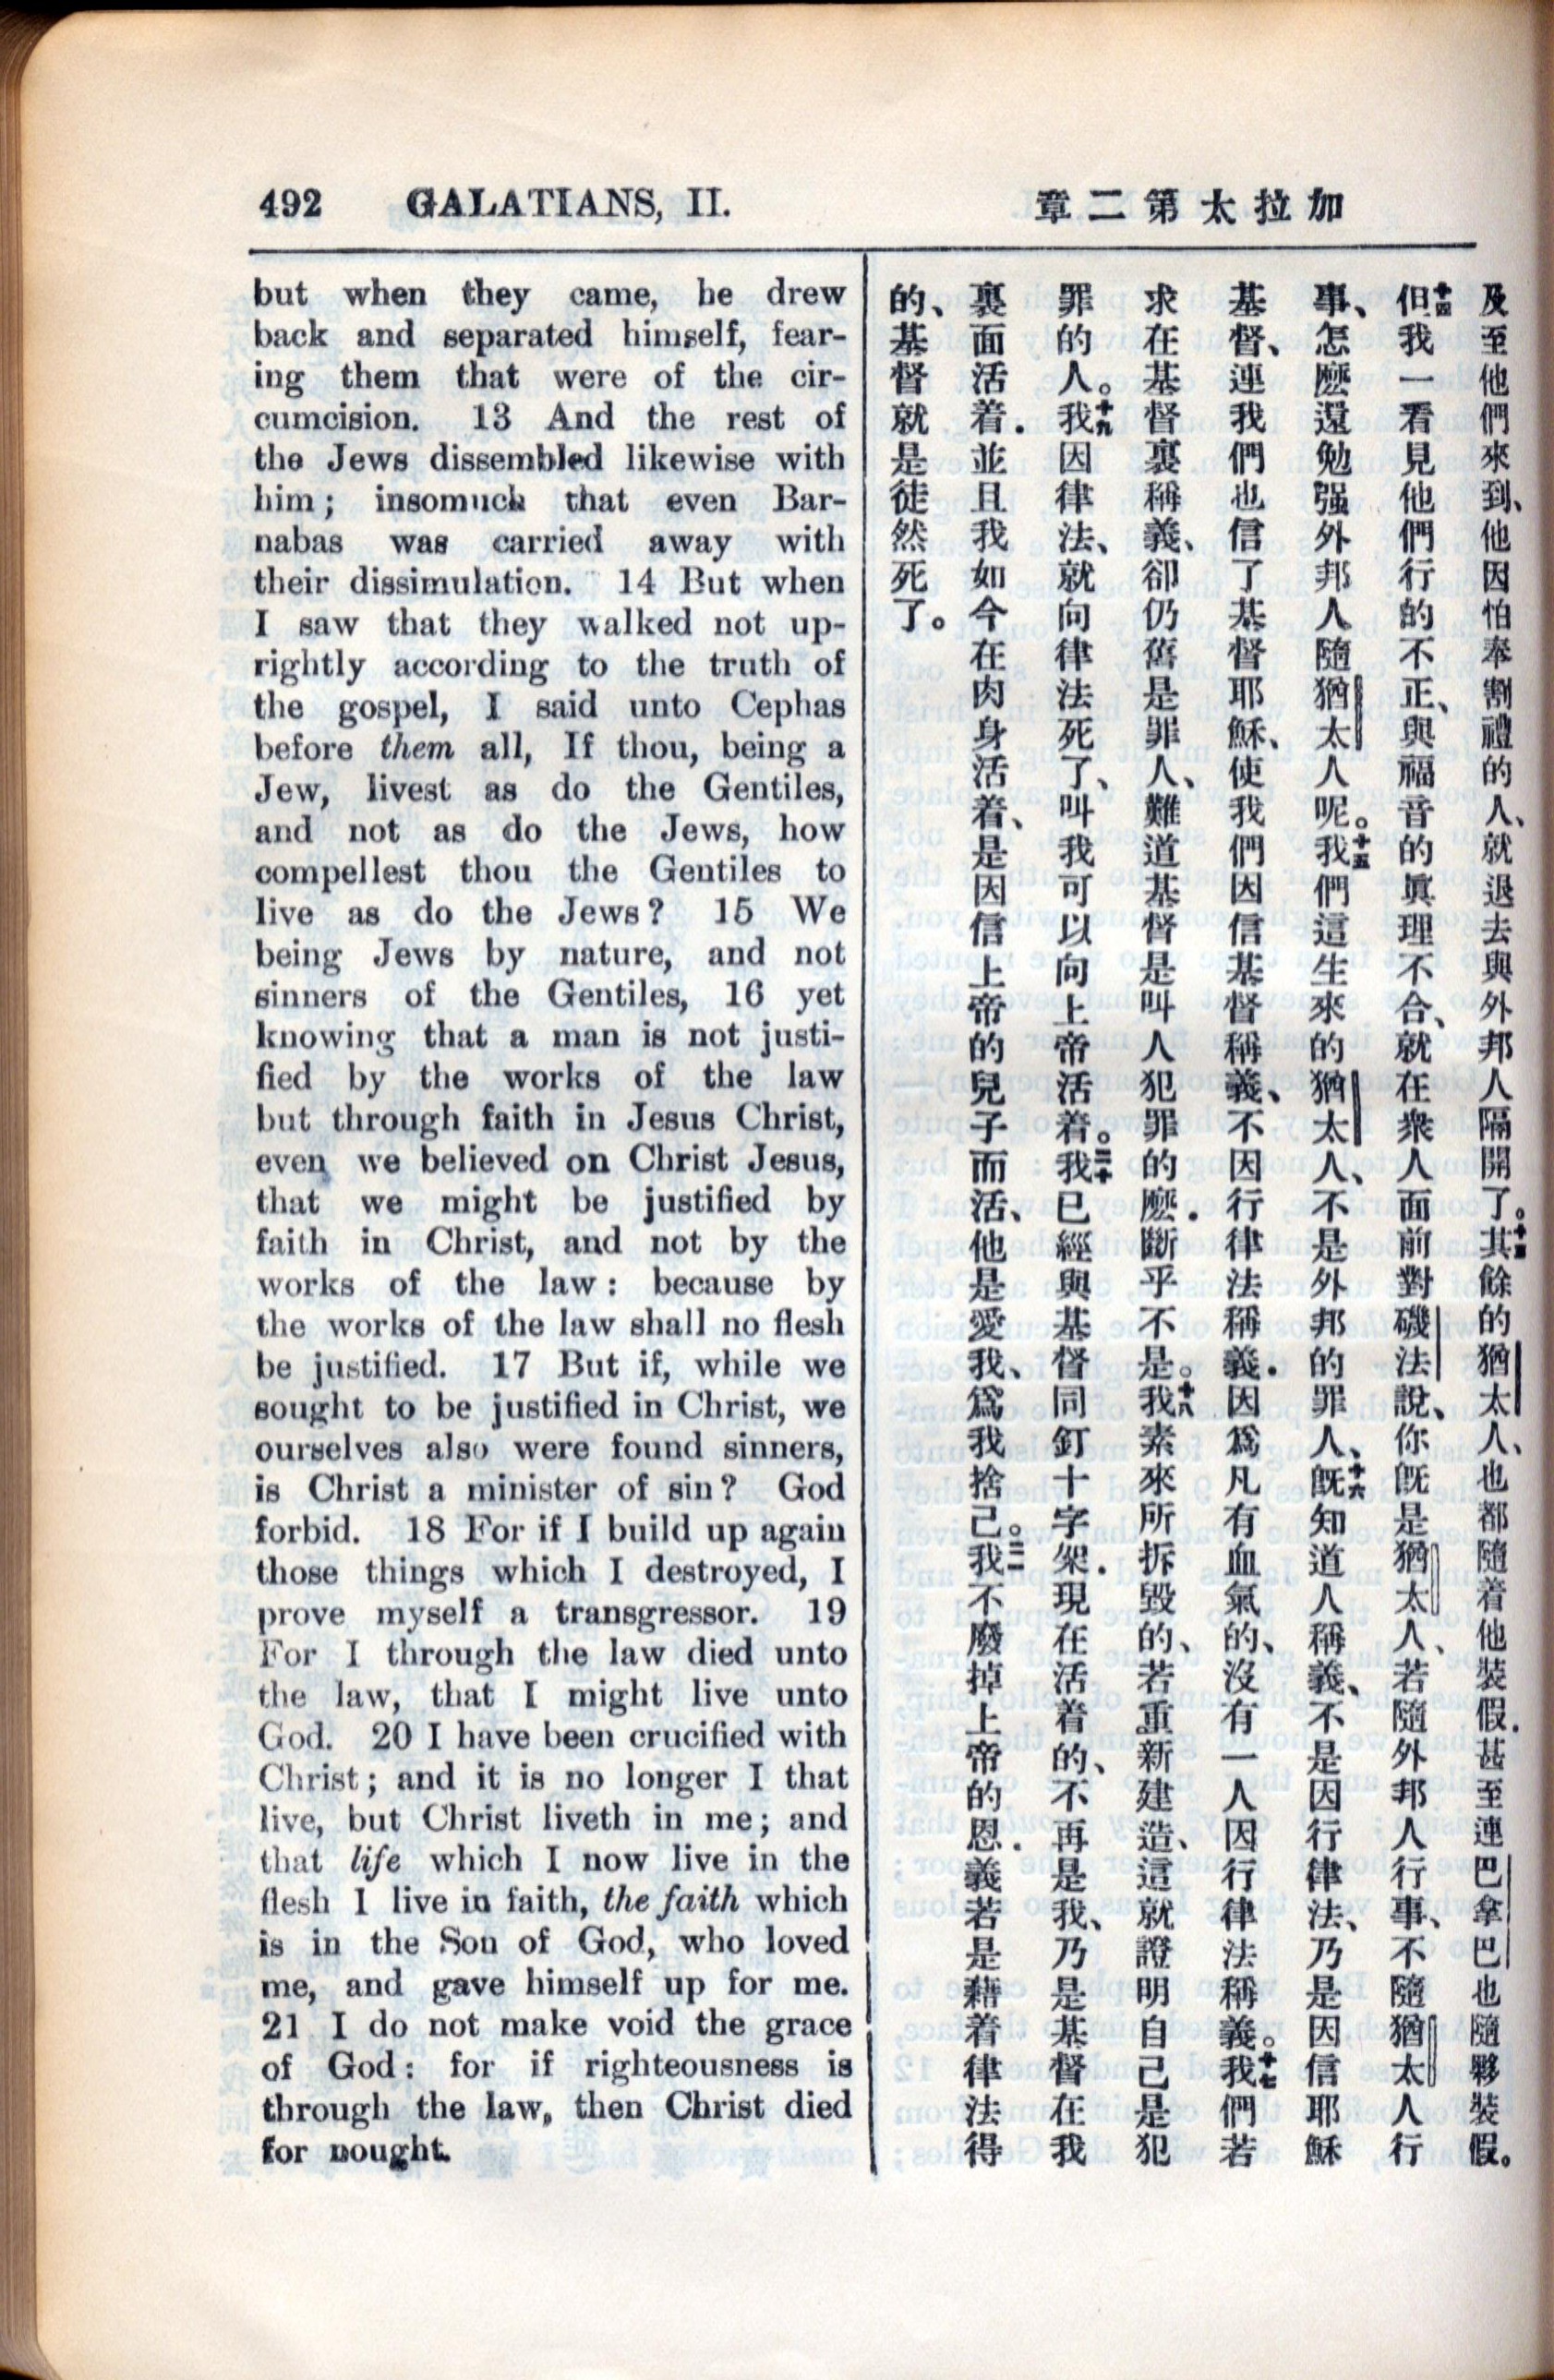 492 GALATIANS, II.
章二第太拉加
but when they came, he drew
back and separated himself, fear-
ing them that were of the cir-
cumcision. 13 And the rest of
the Jews dissembled likewise with
him; insomuch that even Bar-
nabas was carried away with
their dissimulation. 14 But when
I saw that they walked not up-
rightly according to the truth of
the gospel, I said unto Cephas
before them all, If thou, being a
Jew, livest as do the Gentiles,
and not as do the Jews, how
compellest thou the Gentiles to
live as do the Jews? 15 We
being Jews by nature, and not
sinners of the Gentiles, 16 yet
knowing that a man is not justi-
fied by the works of the law
but through faith in Jesus Christ,
even we believed on Christ Jesus,
that we might be justified by
faith in Christ, and not by the
works of the law: because by
the works of the law shall no flesh
be justified. 17 But if, while we
sought to be justified in Christ, we
ourselves also were found sinners,
is Christ a minister of sin? God
forbid. 18 For if I build up again
those things which I destroyed, I
prove myself a transgressor. 19
For I through the law died unto
the law, that I might live unto
God. 20 I have been crucified with
Christ; and it is no longer I that
live, but Christ liveth in me; and
that life which I now live in the
flesh I live in faith, the faith which
is in the Son of God, who loved
me, and gave himself up for me.
21 I do not make void the grace
of God: for if righteousness is
through the law, then Christ died
for nought.
及至他們來到、他因怕奉割禮的人、就退去與外邦人隔開了。十三其餘的猶太人、也都隨着他裝假．甚至連巴拿巴也隨夥裝假。
十四但我一看見他們行的不正、與福音的眞理不合、就在衆人面前對磯法說、你旣是猶太人、若隨外邦人行事、不隨猶太人行
事、怎麼還勉强外邦人隨猶太人呢。十五我們這生來的猶太人、不是外邦的罪人、十六旣知道人稱義、不是因行律法、乃是因信耶穌
基督、連我們也信了基督耶穌、使我們因信基督稱義、不因行律法稱義．因爲凡有血氣的、沒有一人因行律法稱義。十七我們若
求在基督裏稱義、卻仍舊是罪人、難道基督是叫人犯罪的麼．斷乎不是。十八我素來所拆毀的、若重新建造、這就證明自己是犯
罪的人。十九我因律法、就向律法死了、叫我可以向上帝活着。二十我已經與基督同釘十字架．現在活着的、不再是我、乃是基督在我
裏面活着．並且我如今在肉身活着、是因信上帝的兒子而活、他是愛我、爲我捨己。二一我不廢掉上帝的恩．義若是藉着律法得
的、基督就是徒然死了。